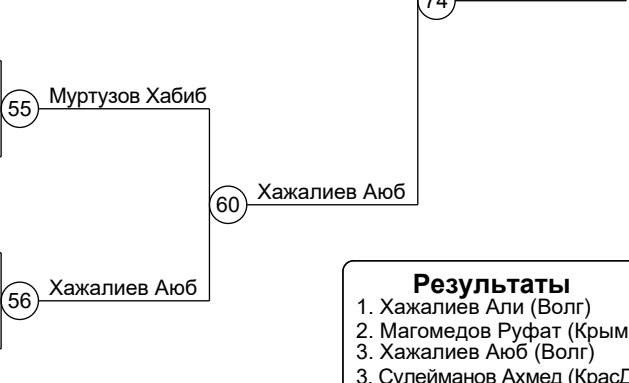 74
55 Муртузов Хабиб
60 Хажалиев Аюб
56 Хажалиев Аюб
Результаты
1. Хажалиев Али (Волг)
2. Магомедов Руфат (Крым
3. Хажалиев Аюб (Волг)
3. Сулейманов Ахмед (КрасД